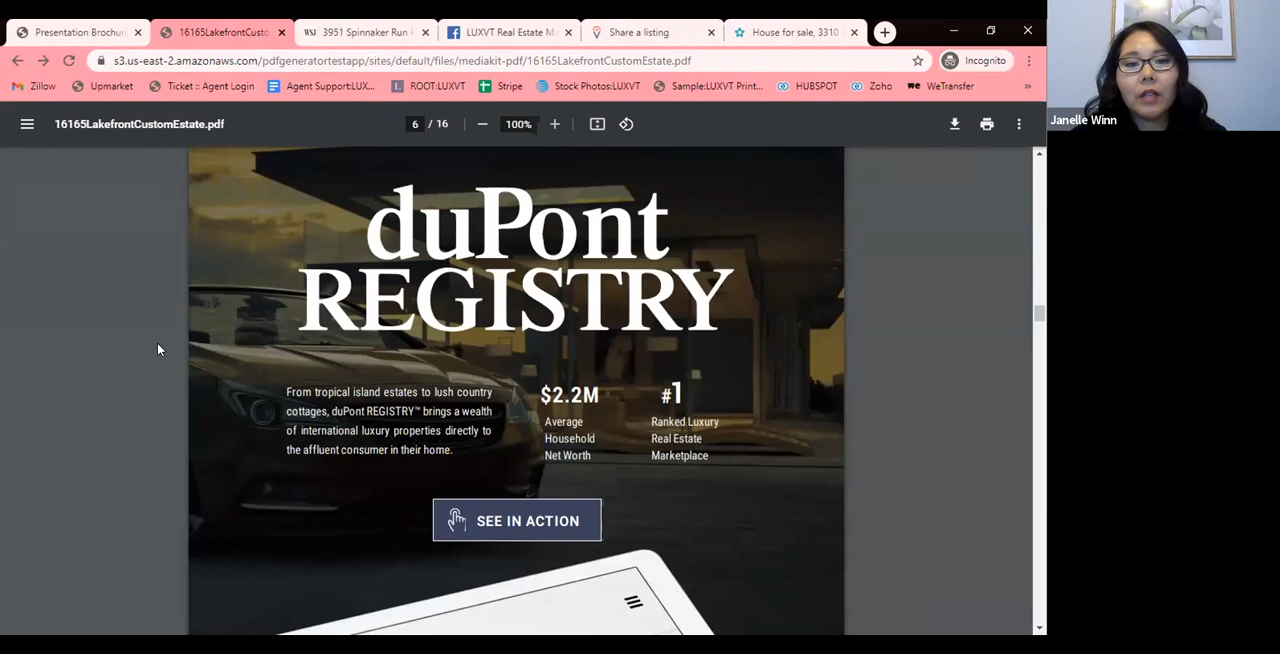 Presentation Brochur
16165LakefrontCusto
3951 Spinnaker Run
LUXVT Real Estate M
Share a listing
House for sale, 3310
s3.us-east-2.amazonaws.com/pdfgeneratortestapp/sites/default/files/mediakit-pdf/16165LakefrontCustomEstate.pdf
Incognito
Zillow
Upmarket
Ticket :: Agent Login
Agent Support:LUX...
ROOT:LUXVT
Stripe
Stock Photos:LUXVT
Sample:LUXVT Print...
HUBSPOT
Zoho
WeTransfer
16165LakefrontCustomEstate.pdf
6 / 16
100%
Janelle Winn
duPont
REGISTRY
From tropical island estates to lush country
cottages, duPont REGISTRY™ brings a wealth
of international luxury properties directly to
the affluent consumer in their home.
$2.2M
Average
Household
Net Worth
#1
Ranked Luxury
Real Estate
Marketplace
SEE IN ACTION